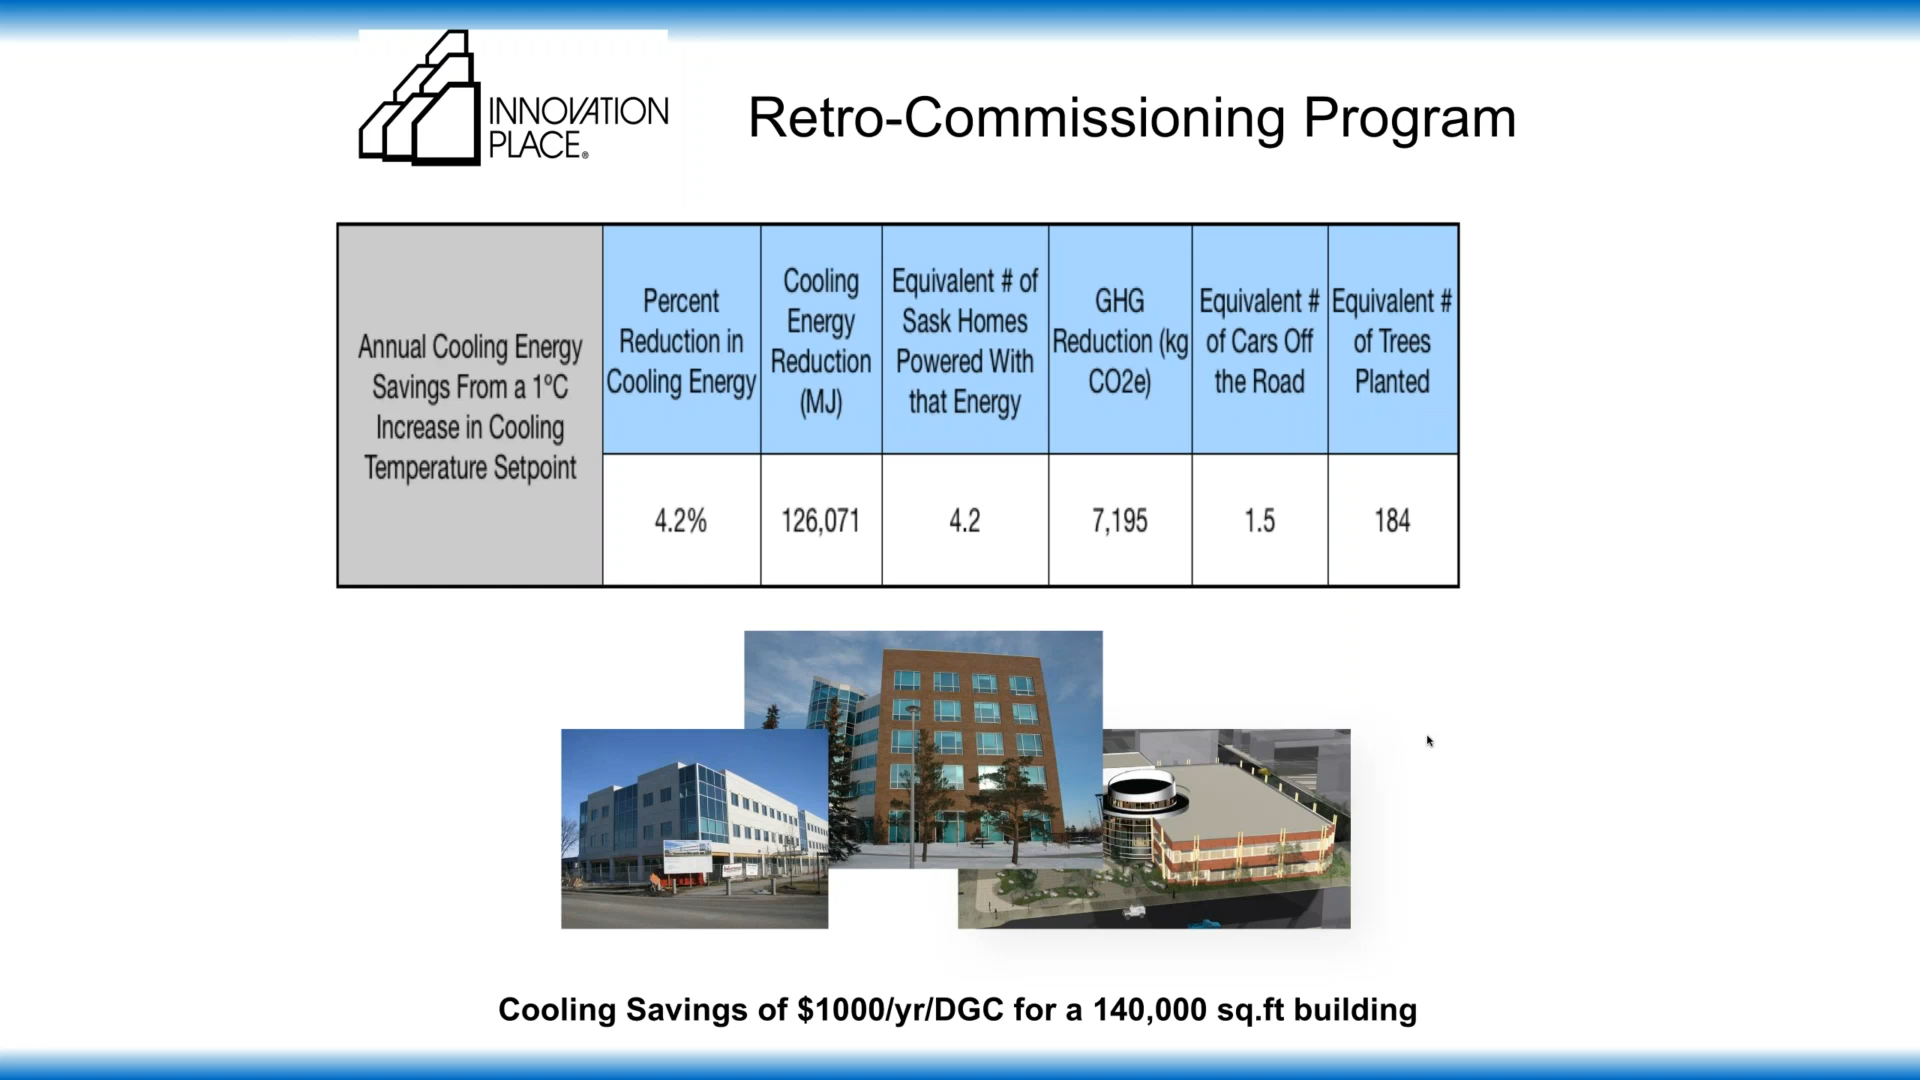 INNOVATION
PLACE®
Retro-Commissioning Program
Annual Cooling Energy
Savings From a 1ºC
Increase in Cooling
Temperature Setpoint
Percent
Reduction in
Cooling Energy
Cooling
Energy
Reduction
(MJ)
Equivalent # of
Sask Homes
Powered With
that Energy
GHG
Reduction (kg
CO2e)
Equivalent #
of Cars Off
the Road
Equivalent #
of Trees
Planted
4.2%
126,071
4.2
7,195
1.5
184
Cooling Savings of $1000/yr/DGC for a 140,000 sq.ft building